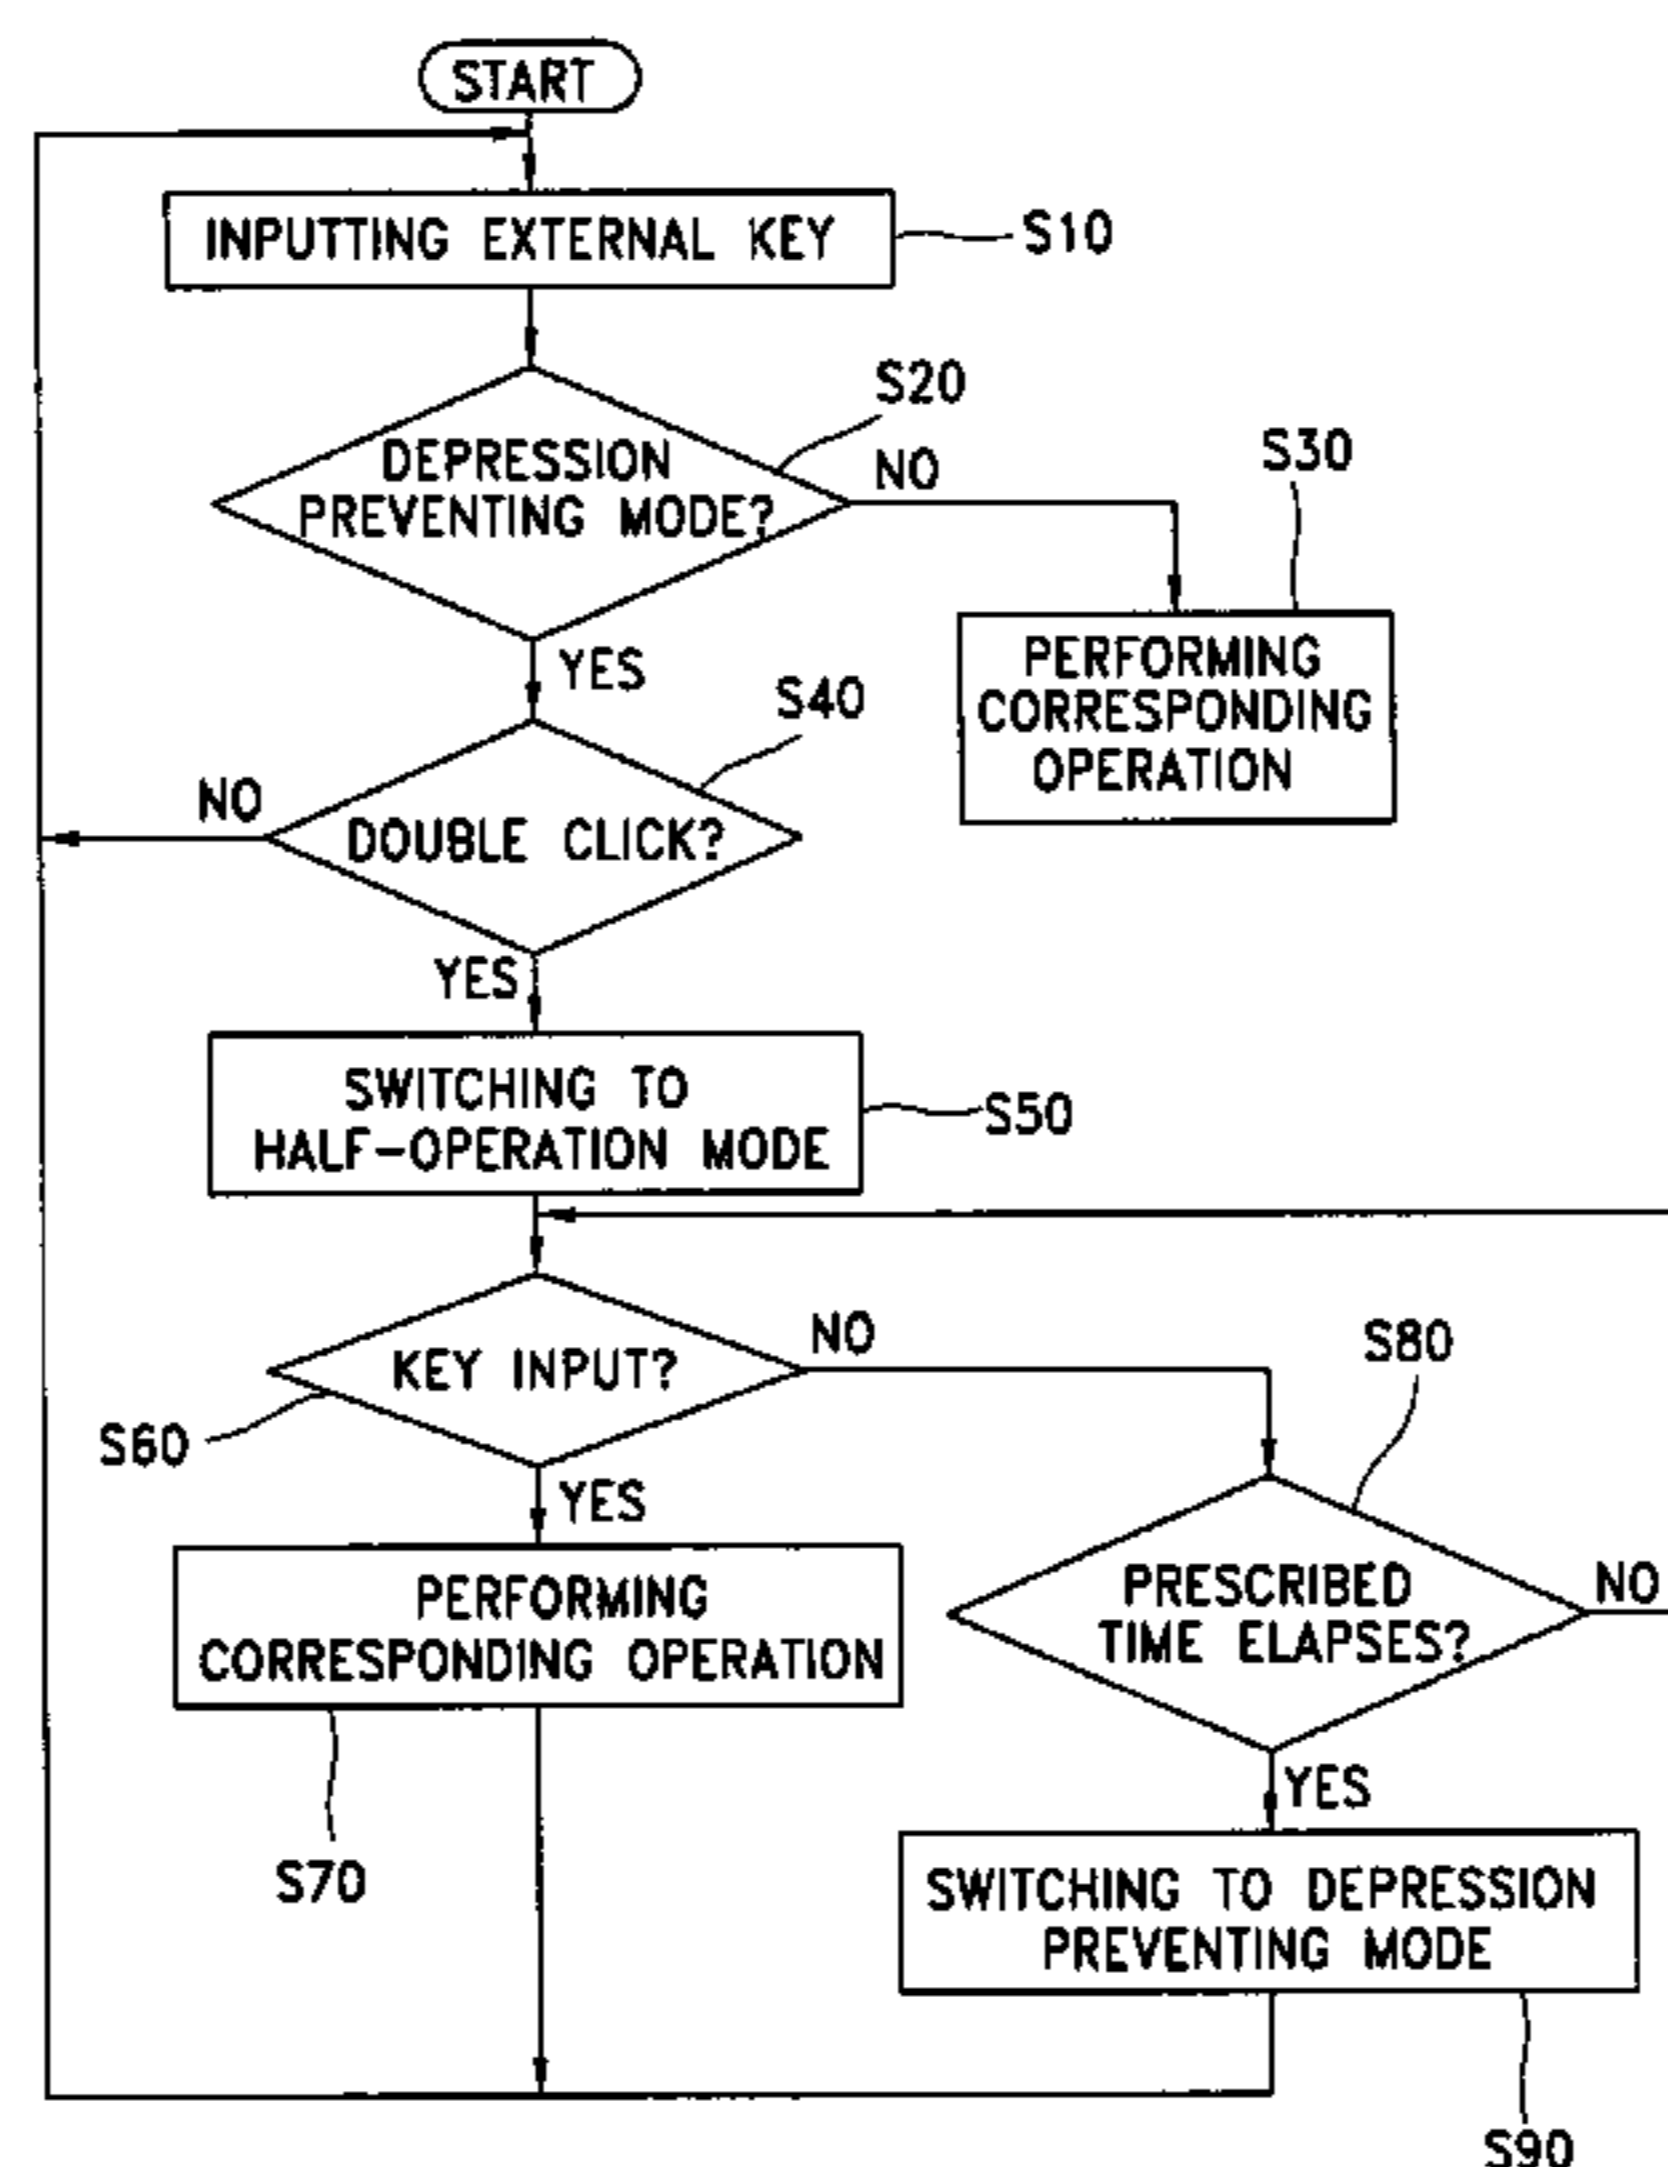 START
INPUTTING EXTERNAL KEY
S10
S20
DEPRESSION
PREVENTING MODE?
NO
S30
PERFORMING
CORRESPONDING
OPERATION
YES
S40
NO
DOUBLE CLICK?
YES
SWITCHING TO
HALF-OPERATION MODE
S50
KEY INPUT?
NO
S60
S80
YES
PERFORMING
CORRESPONDING OPERATION
PRESCRIBED
TIME ELAPSES?
NO
S70
YES
SWITCHING TO DEPRESSION
PREVENTING MODE
S90